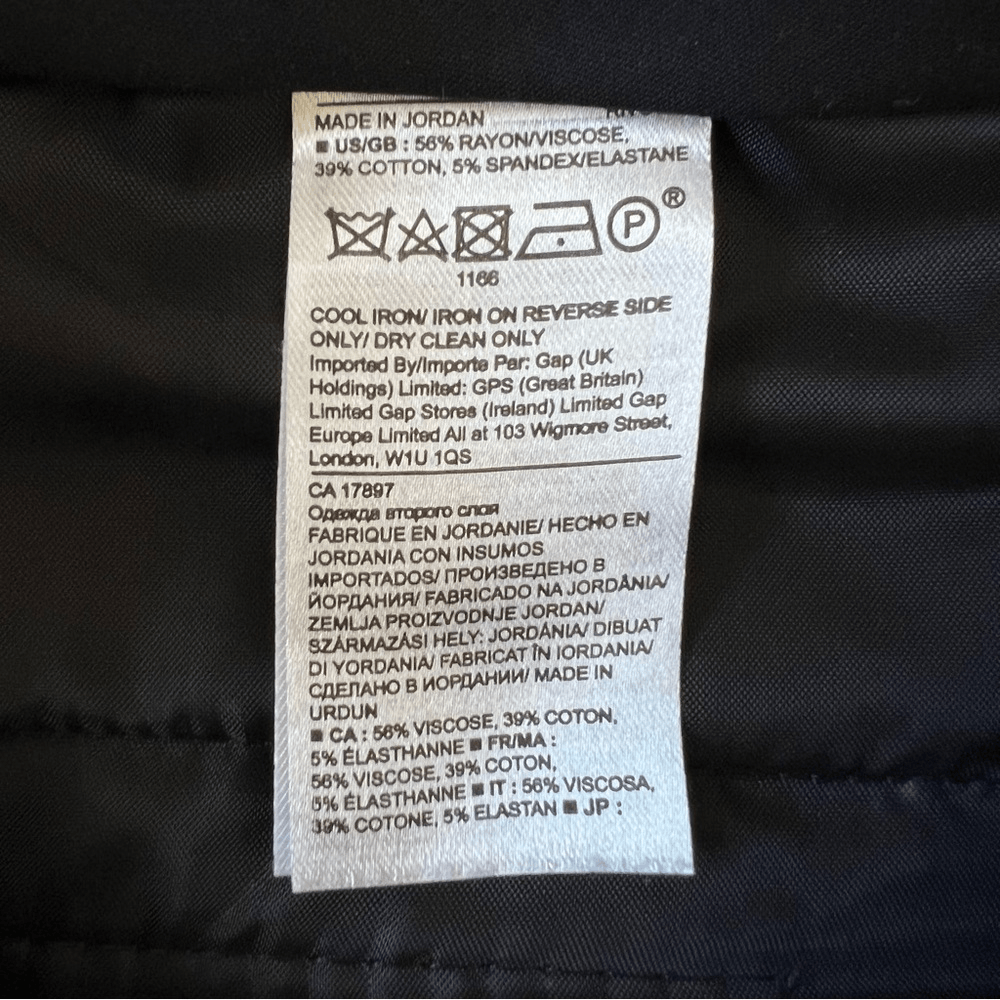 MADE IN JORDAN
■ US/GB : 56% RAYON/VISCOSE,
39% COTTON, 5% SPANDEX/ELASTANE
P ®
1166
COOL IRON/ IRON ON REVERSE SIDE
ONLY/ DRY CLEAN ONLY
Imported By/Importe Par: Gap (UK
Holdings) Limited: GPS (Great Britain)
Limited Gap Stores (Ireland) Limited Gap
Europe Limited All at 103 Wigmore Street,
London, W1U 1QS
CA 17897
Одежда второго слоя
FABRIQUE EN JORDANIE/ HECHO EN
JORDANIA CON INSUMOS
IMPORTADOS/ ПРОИЗВЕДЕНО В
ЙОРДАНИЯ/ FABRICADO NA JORDÂNIA/
ZEMLJA PROIZVODNJE JORDAN/
SZÁRMAZÁSI HELY: JORDÁNIA/ DIBUAT
DI YORDANIA/ FABRICAT ÎN IORDANIA/
СДЕЛАНО В ИОРДАНИИ/ MADE IN
URDUN
■ CA : 56% VISCOSE, 39% COTON,
5% ÉLASTHANNE ■ FR/MA :
56% VISCOSE, 39% COTON,
5% ÉLASTHANNE ■ IT : 56% VISCOSA,
39% COTONE, 5% ELASTAN ■ JP :